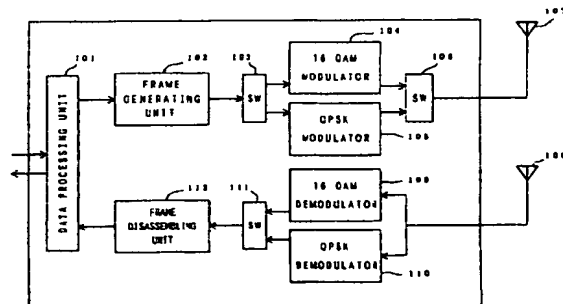 101
DATA PROCESSING UNIT
102
FRAME
GENERATING
UNIT
103
SW
104
16 QAM
MODULATOR
QPSK
MODULATOR
105
106
SW
107
108
109
16 QAM
DEMODULATOR
QPSK
DEMODULATOR
110
111
SW
112
FRAME
DISASSEMBLING
UNIT